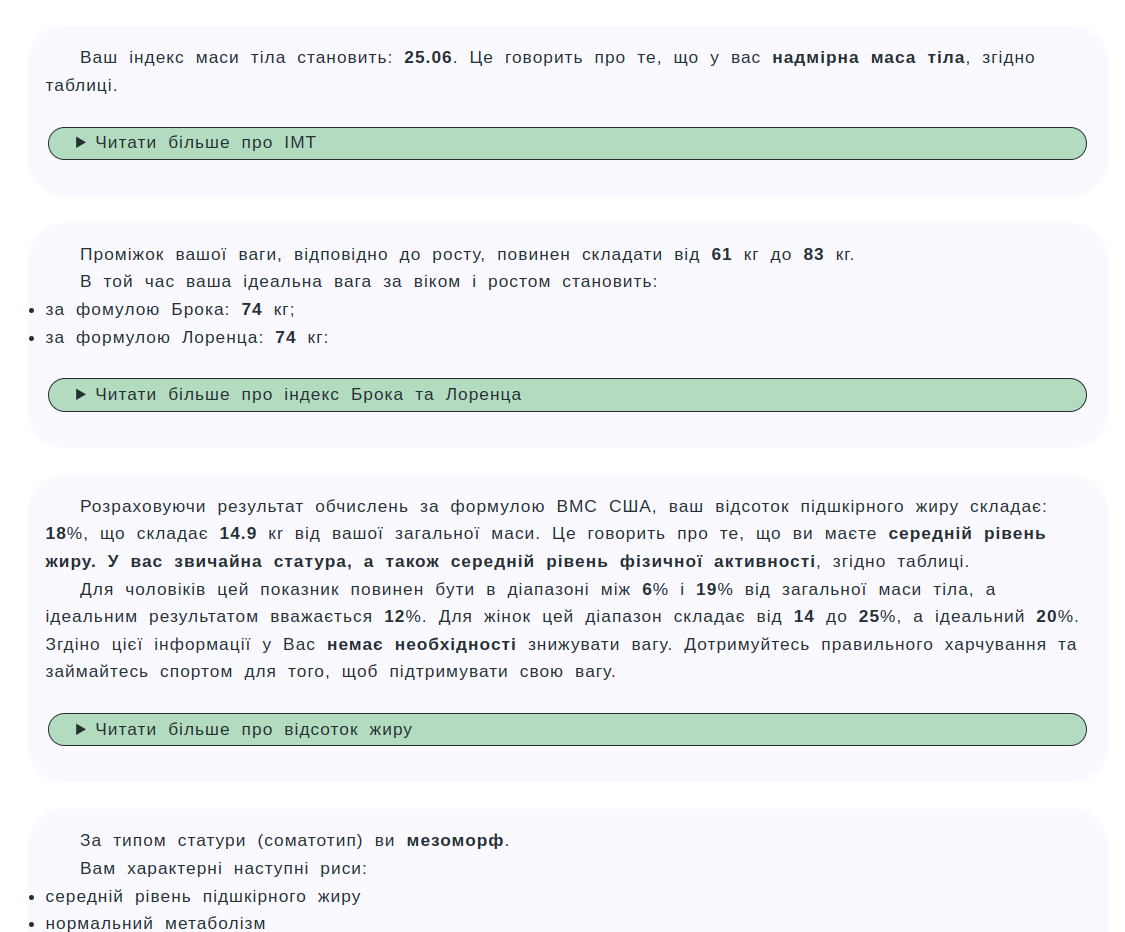 Ваш індекс маси тіла становить: 25.06. Це говорить про те, що у вас надмірна маса тіла, згідно
таблиці.
▶ Читати більше про ІМТ
Проміжок вашої ваги, відповідно до росту, повинен складати від 61 кг до 83 кг.
В той час ваша ідеальна вага за віком і ростом становить:
• за фомулою Брока: 74 кг;
• за формулою Лоренца: 74 кг:
▶ Читати більше про індекс Брока та Лоренца
Розраховуючи результат обчислень за формулою ВМС США, ваш відсоток підшкірного жиру складає:
18%, що складає 14.9 кг від вашої загальної маси. Це говорить про те, що ви маєте середній рівень
жиру. У вас звичайна статура, а також середній рівень фізичної активності, згідно таблиці.
Для чоловіків цей показник повинен бути в діапазоні між 6% і 19% від загальної маси тіла, а
ідеальним результатом вважається 12%. Для жінок цей діапазон складає від 14 до 25%, а ідеальний 20%.
Згдіно цієї інформації у Вас немає необхідності знижувати вагу. Дотримуйтесь правильного харчування та
займайтесь спортом для того, щоб підтримувати свою вагу.
▶ Читати більше про відсоток жиру
За типом статури (соматотип) ви мезоморф.
Вам характерні наступні риси:
• середній рівень підшкірного жиру
• нормальний метаболізм